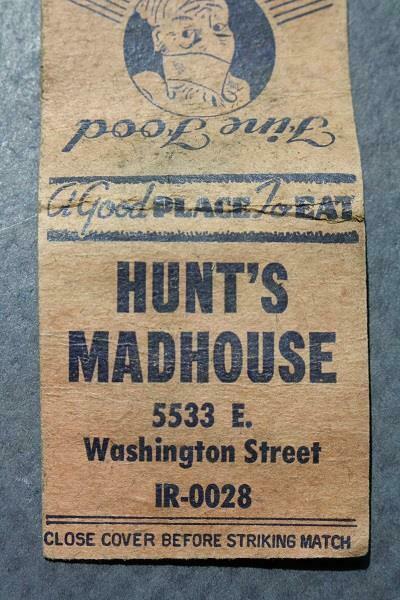 Fine Food
A Good PLACE To EAT
HUNT'S
MADHOUSE
5533 E.
Washington Street
IR-0028
CLOSE COVER BEFORE STRIKING MATCH